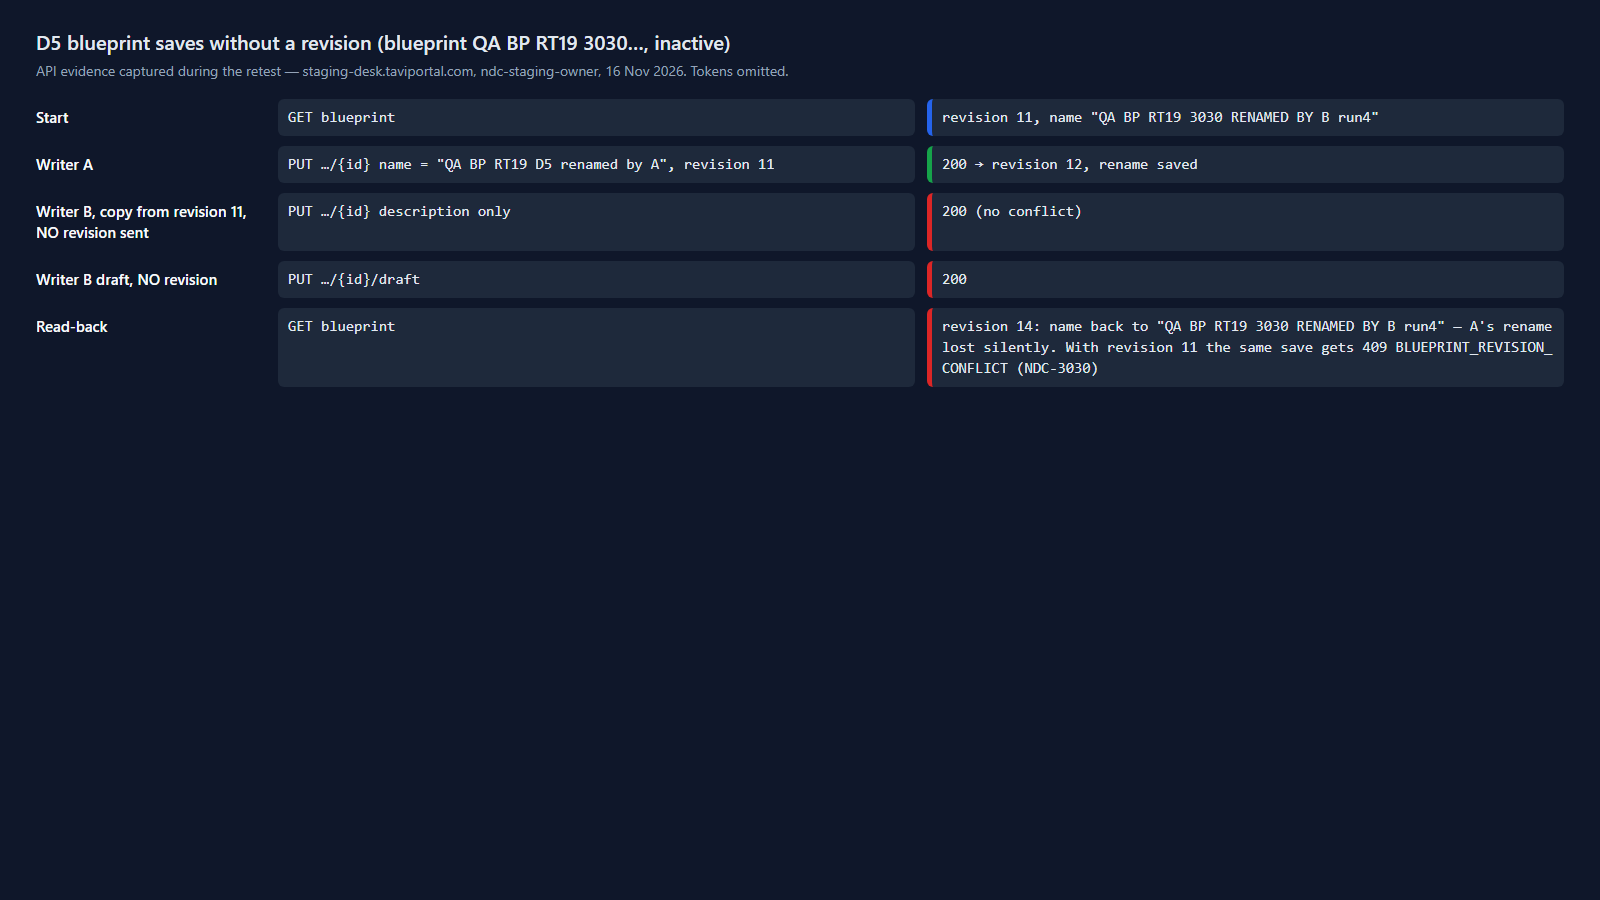 D5 blueprint saves without a revision (blueprint QA BP RT19 3030…, inactive)
API evidence captured during the retest — staging-desk.taviportal.com, ndc-staging-owner, 16 Nov 2026. Tokens omitted.
Start
GET blueprint
revision 11, name "QA BP RT19 3030 RENAMED BY B run4"
Writer A
PUT …/{id} name = "QA BP RT19 D5 renamed by A", revision 11
200 → revision 12, rename saved
Writer B, copy from revision 11,
NO revision sent
PUT …/{id} description only
200 (no conflict)
Writer B draft, NO revision
PUT …/{id}/draft
200
Read-back
GET blueprint
revision 14: name back to "QA BP RT19 3030 RENAMED BY B run4" — A's rename
lost silently. With revision 11 the same save gets 409 BLUEPRINT_REVISION_
CONFLICT (NDC-3030)